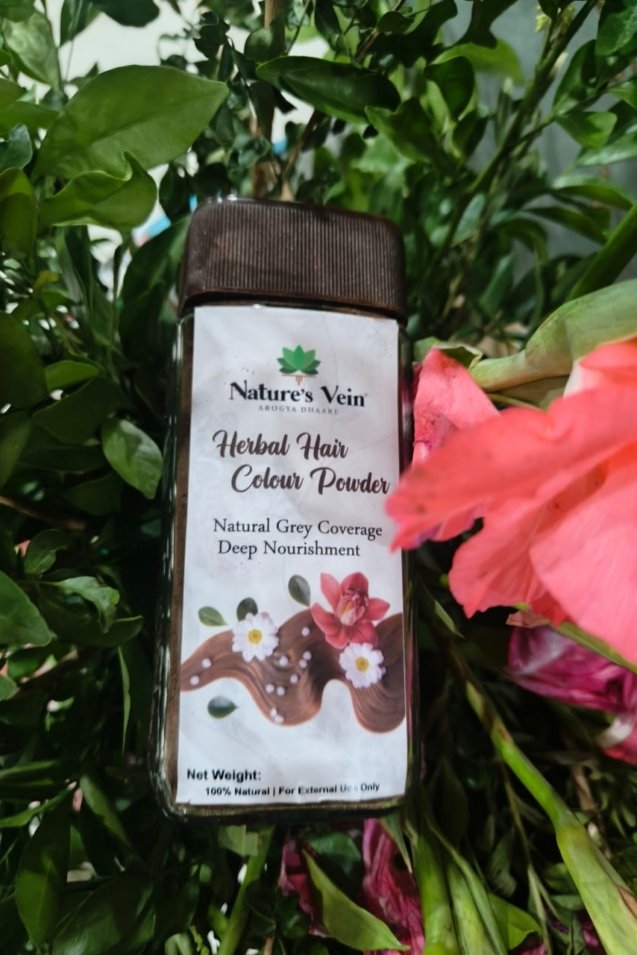 Nature's Vein
AROGYA DHAARE
Herbal Hair
Colour Powder
Natural Grey Coverage
Deep Nourishment
Net Weight:
100% Natural | For External Use Only